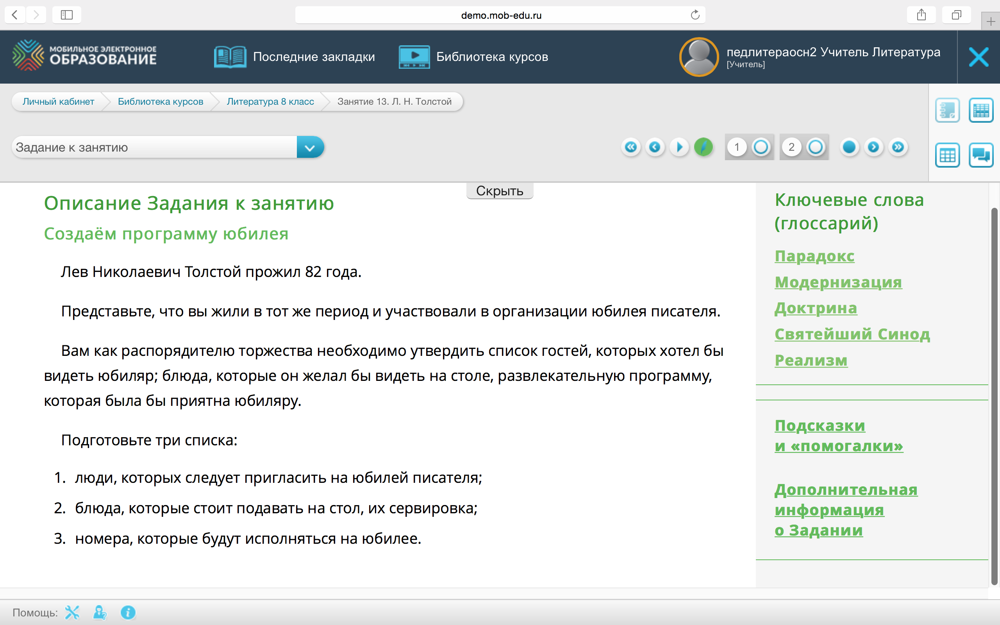 demo.mob-edu.ru
МОБИЛЬНОЕ ЭЛЕКТРОННОЕ
ОБРАЗОВАНИЕ
Последние закладки
Библиотека курсов
педлитераосн2 Учитель Литература
[Учитель]
Личный кабинет
Библиотека курсов
Литература 8 класс
Занятие 13. Л. Н. Толстой
Задание к занятию
1
2
Скрыть
Описание Задания к занятию
Создаём программу юбилея
Лев Николаевич Толстой прожил 82 года.
Представьте, что вы жили в тот же период и участвовали в организации юбилея писателя.
Вам как распорядителю торжества необходимо утвердить список гостей, которых хотел бы
видеть юбиляр; блюда, которые он желал бы видеть на столе, развлекательную программу,
которая была бы приятна юбиляру.
Подготовьте три списка:
1. люди, которых следует пригласить на юбилей писателя;
2. блюда, которые стоит подавать на стол, их сервировка;
3. номера, которые будут исполняться на юбилее.
Ключевые слова
(глоссарий)
Парадокс
Модернизация
Доктрина
Святейший Синод
Реализм
Подсказки
и «помогалки»
Дополнительная
информация
о Задании
Помощь: